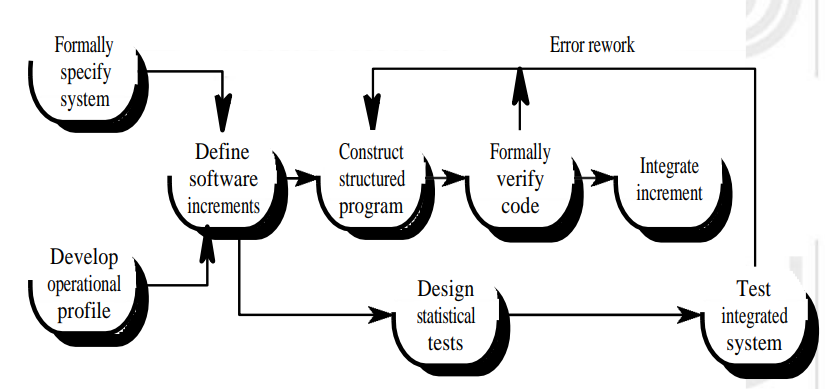 Formally
specify
system
Error rework
Define
software
increments
Construct
structured
program
Formally
verify
code
Integrate
increment
Develop
operational
profile
Design
statistical
tests
Test
integrated
system